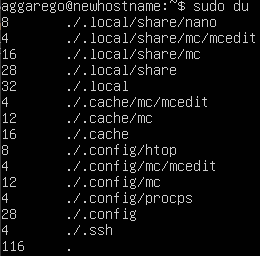 aggarego@newhostname:~$ sudo du
8 ./.local/share/nano
4 ./.local/share/mc/mcedit
16 ./.local/share/mc
28 ./.local/share
32 ./.local
4 ./.cache/mc/mcedit
12 ./.cache/mc
16 ./.cache
8 ./.config/htop
4 ./.config/mc/mcedit
12 ./.config/mc
4 ./.config/procps
28 ./.config
4 ./.ssh
116 .